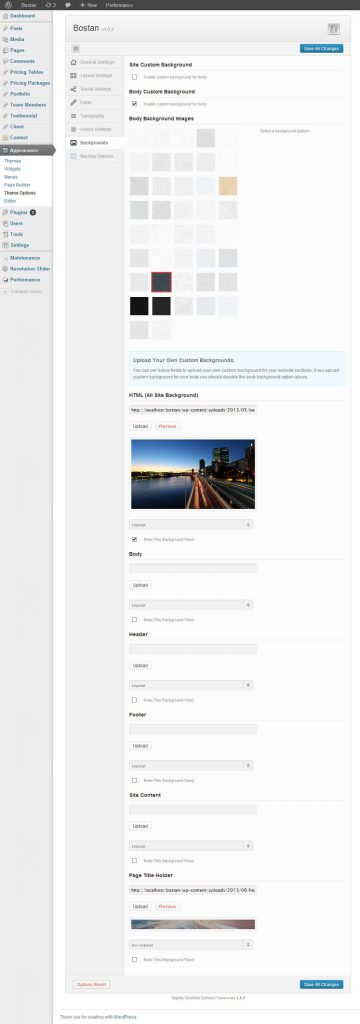 Bostan
3
+ New
Performance
Dashboard
Posts
Media
Pages
Comments
Pricing Tables
Pricing Packages
Portfolio
Team Members
Testimonial
Client
Contact
Appearance
Themes
Widgets
Menus
Page Builder
Theme Options
Editor
Plugins 3
Users
Tools
Settings
Maintenance
Revolution Slider
Performance
Collapse menu
Bostan
Save All Changes
General Settings
Layout Settings
Social Settings
Fonts
Typography
colors Settings
Backgrounds
Backup Options
Site Custom Background
Enable custom background for body
Body Custom Background
Enable custom background for body
Body Background Images
Select a background pattern.
Upload Your Own Custom Backgrounds.
You can use below fields to upload your own custom background for your website sections. If you upload
custom background for your body you should disable the body background option above.
HTML (All Site Background)
http://localhost/bostan/wp-content/uploads/2013/05/ba
Upload
Remove
repeat
Make This Background Fixed
Body
Upload
repeat
Make This Background Fixed
Header
Upload
repeat
Make This Background Fixed
Footer
Upload
repeat
Make This Background Fixed
Site Content
Upload
repeat
Make This Background Fixed
Page Title Holder
http://localhost/bostan/wp-content/uploads/2013/06/he
Upload
Remove
no-repeat
Make This Background Fixed
Options Reset
Save All Changes
Slightly Modified Options Framework
Thank you for creating with WordPress.